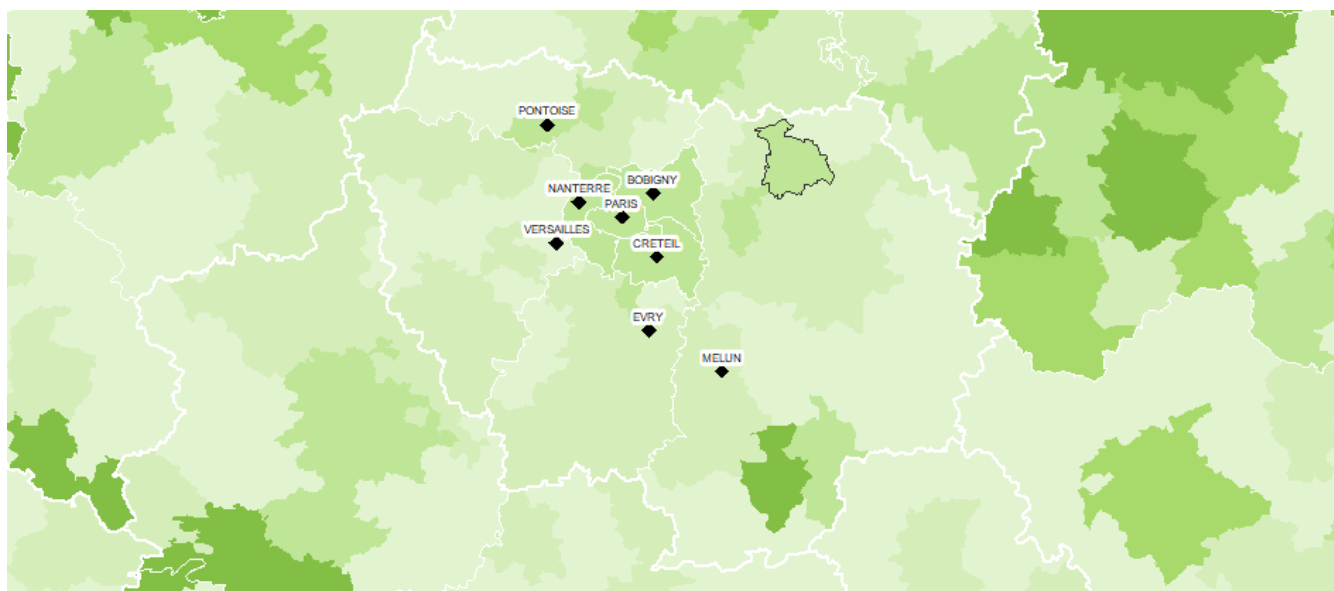 PONTOISE
NANTERRE
BOBIGNY
PARIS
VERSAILLES
CRETEIL
EVRY
MELUN